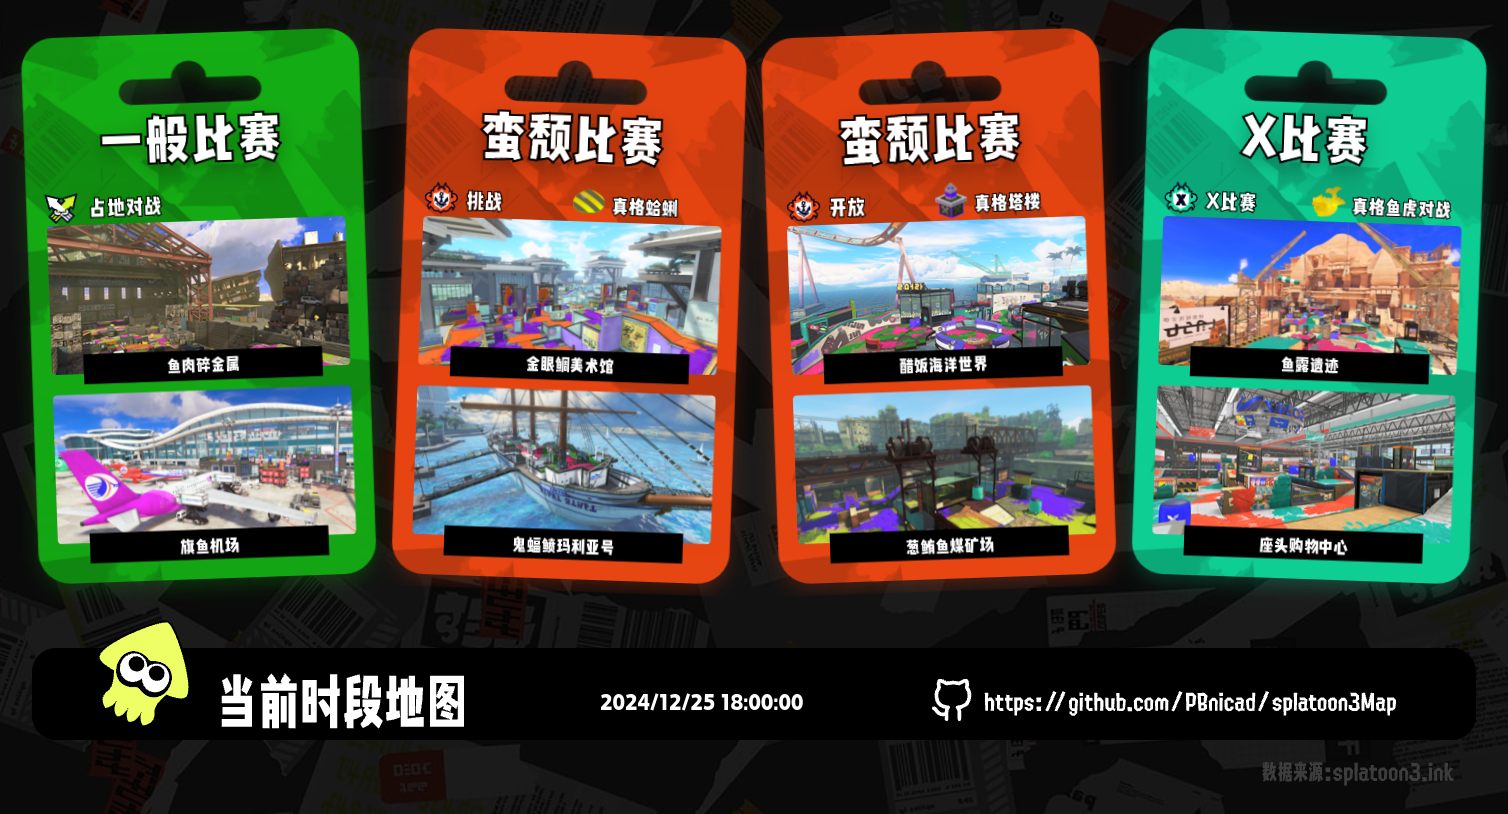 一般比赛
占地对战
鱼肉碎金属
旗鱼机场
蛮颓比赛
挑战
真格蛤蜊
金眼鲷美术馆
鬼蝠鲼玛利亚号
蛮颓比赛
开放
真格塔楼
醋饭海洋世界
葱鲔鱼煤矿场
X比赛
X比赛
真格鱼虎对战
鱼露遗迹
座头购物中心
当前时段地图
2024/12/25 18:00:00
https://github.com/PBnicad/splatoon3Map
数据来源:splatoon3.ink